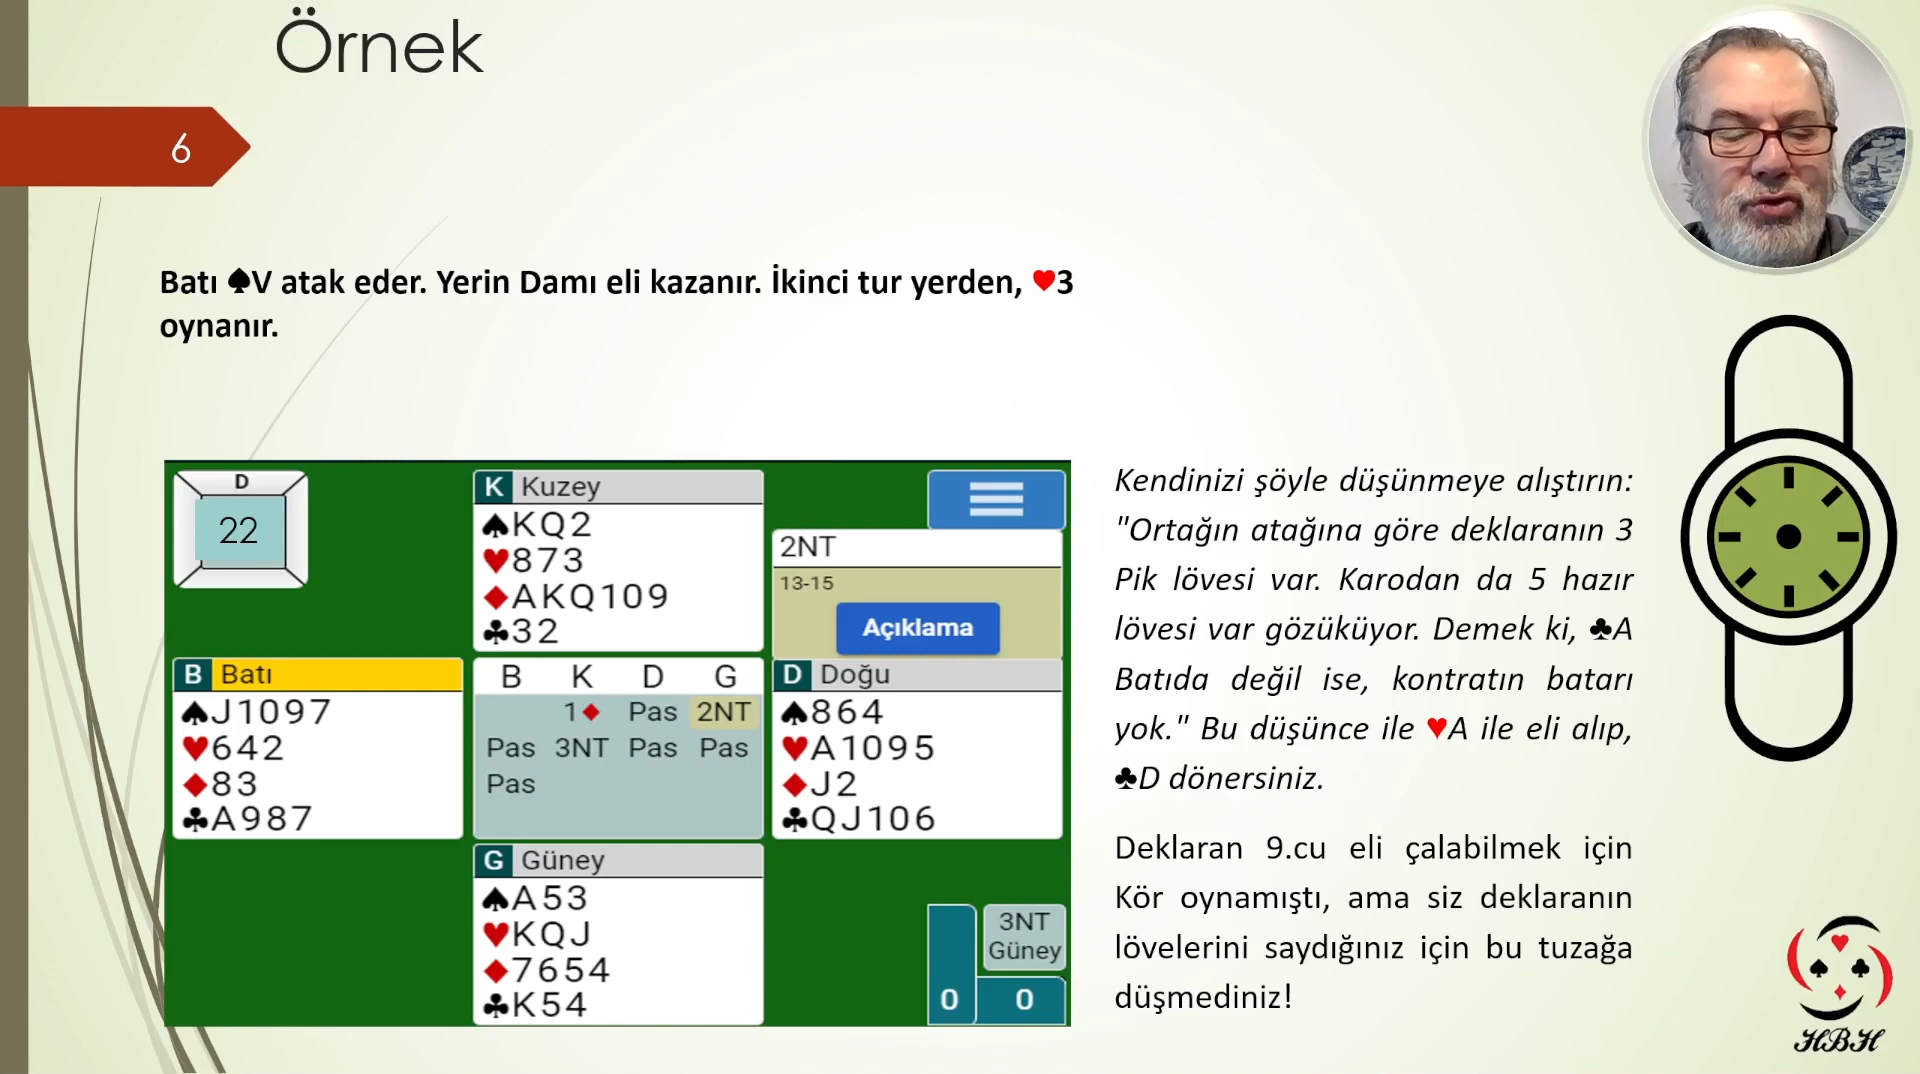 Örnek
6
Batı ♠V atak eder. Yerin Damı eli kazanır. İkinci tur yerden, ♥3
oynanır.
D
22
K Kuzey
♠KQ2
♥873
♦AKQ109
♣32
2NT
13-15
Açıklama
B Batı
♠J1097
♥642
♦83
♣A987
B K D G
1♦ Pas 2NT
Pas 3NT Pas Pas
Pas
D Doğu
♠864
♥A1095
♦J2
♣QJ106
G Güney
♠A53
♥KQJ
♦7654
♣K54
3NT
Güney
0 0
Kendinizi şöyle düşünmeye alıştırın:
"Ortağın atağına göre deklaranın 3
Pik lövesi var. Karodan da 5 hazır
lövesi var gözüküyor. Demek ki, ♣A
Batıda değil ise, kontratın batarı
yok." Bu düşünce ile ♥A ile eli alıp,
♣D dönersiniz.
Deklaran 9.cu eli çalabilmek için
Kör oynamıştı, ama siz deklaranın
lövelerini saydığınız için bu tuzağa
düşmediniz!
HBH